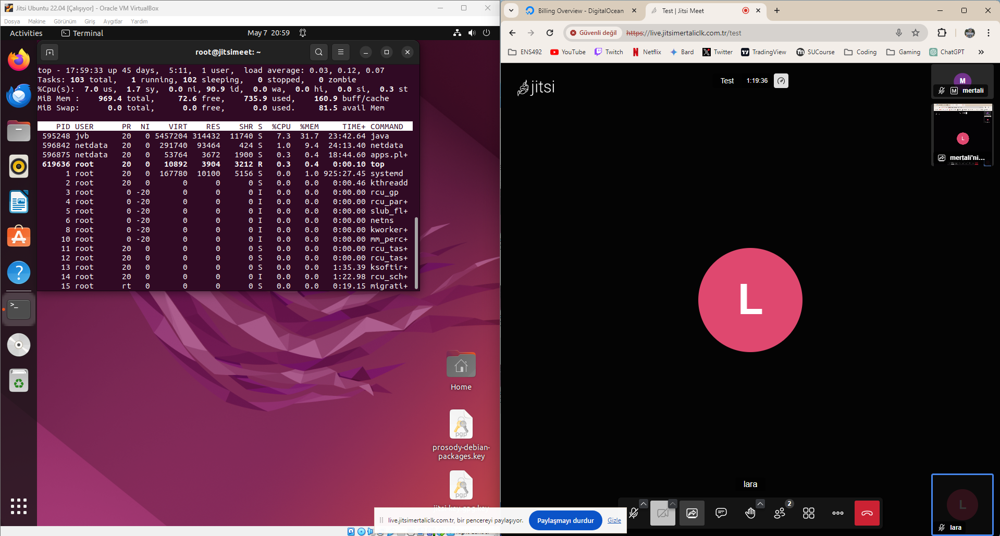 Jitsi Ubuntu 22.04 [Çalışıyor] - Oracle VM VirtualBox
Dosya Makine Görünüm Giriş Aygıtlar Yardım
Activities Terminal May 7 20:59
root@jitsimeet: ~
top - 17:59:33 up 45 days, 5:11, 1 user, load average: 0.03, 0.12, 0.07
Tasks: 103 total, 1 running, 102 sleeping, 0 stopped, 0 zombie
%Cpu(s): 7.0 us, 1.7 sy, 0.0 ni, 90.9 id, 0.0 wa, 0.0 hi, 0.0 si, 0.3 st
MiB Mem : 969.4 total, 72.6 free, 735.9 used, 160.9 buff/cache
MiB Swap: 0.0 total, 0.0 free, 0.0 used. 81.5 avail Mem
PID USER PR NI VIRT RES SHR S %CPU %MEM TIME+ COMMAND
595248 jvb 20 0 5457204 314432 11740 S 7.3 31.7 23:42.64 java
596842 netdata 20 0 291740 93464 424 S 1.0 9.4 24:13.40 netdata
596875 netdata 20 0 53764 3672 1900 S 0.3 0.4 18:44.60 apps.pl+
619636 root 20 0 10892 3904 3212 R 0.3 0.4 0:00.10 top
1 root 20 0 167780 10100 5156 S 0.0 1.0 925:27.45 systemd
2 root 20 0 0 0 0 S 0.0 0.0 0:00.46 kthreadd
3 root 0 -20 0 0 0 I 0.0 0.0 0:00.00 rcu_gp
4 root 0 -20 0 0 0 I 0.0 0.0 0:00.00 rcu_par+
5 root 0 -20 0 0 0 I 0.0 0.0 0:00.00 slub_fl+
6 root 0 -20 0 0 0 I 0.0 0.0 0:00.00 netns
8 root 0 -20 0 0 0 I 0.0 0.0 0:00.00 kworker+
10 root 0 -20 0 0 0 I 0.0 0.0 0:00.00 mm_perc+
11 root 20 0 0 0 0 S 0.0 0.0 0:00.00 rcu_tas+
12 root 20 0 0 0 0 S 0.0 0.0 0:00.00 rcu_tas+
13 root 20 0 0 0 0 S 0.0 0.0 1:35.39 ksoftir+
14 root 20 0 0 0 0 I 0.0 0.0 1:22.98 rcu_sch+
15 root rt 0 0 0 0 S 0.0 0.0 0:19.15 migrati+
Home
pgp
prosody-debian-
packages.key
pgp
jitsi-key.gpg.key
Billing Overview - DigitalOcean
Test | Jitsi Meet
Güvenli değil https://live.jitsimertaliclk.com.tr/test
ENS492 YouTube Twitch Netflix Bard Twitter TradingView SUCourse Coding Gaming ChatGPT
jitsi
Test 1:19:36
M
M mertali
L
mertali'ni...
L
lara
2
L
lara
live.jitsimertaliclk.com.tr, bir pencereyi paylaşıyor. Paylaşmayı durdur Gizle